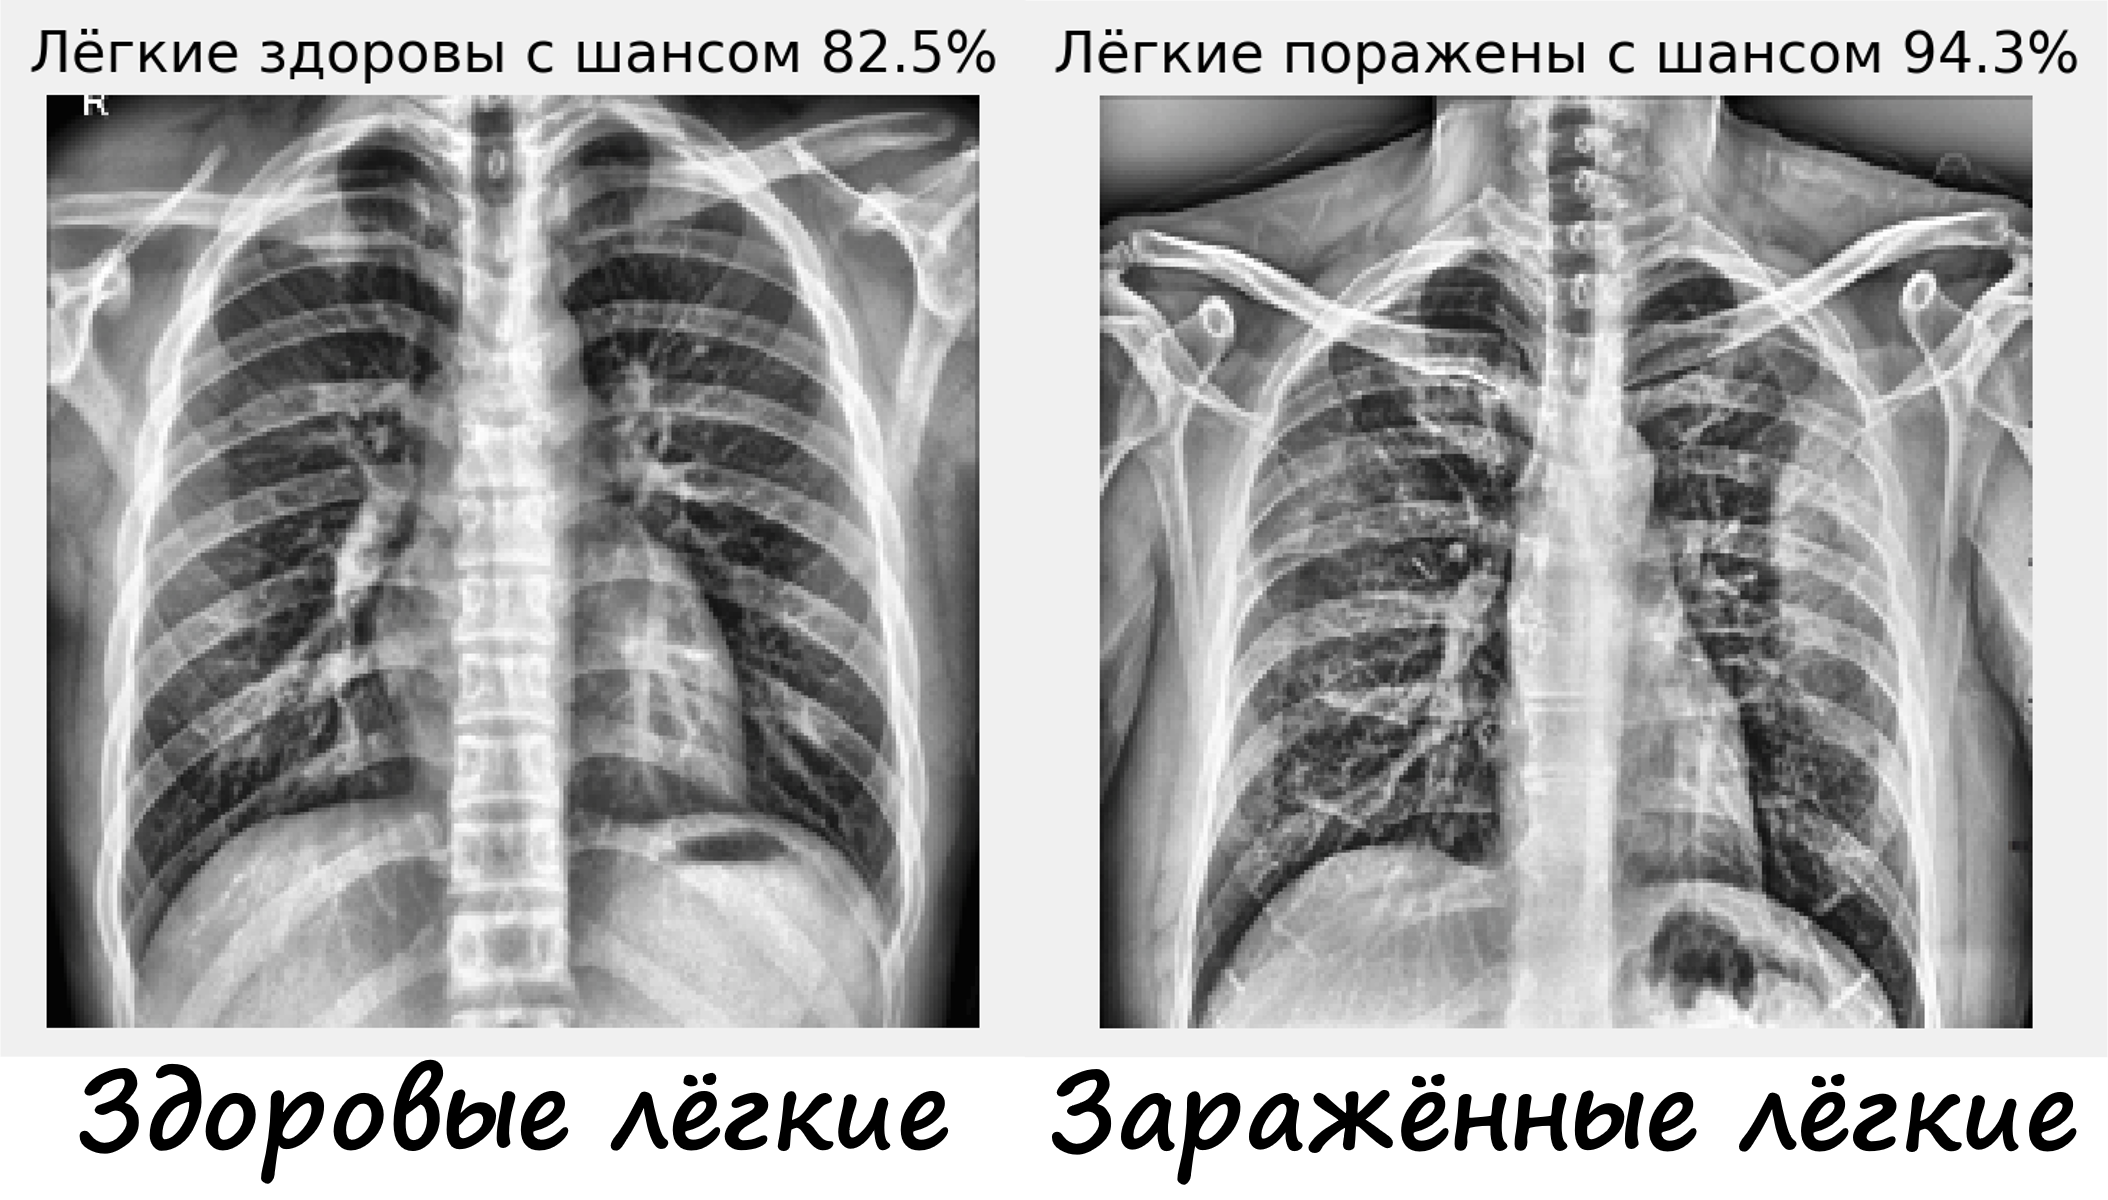 Лёгкие здоровы с шансом 82.5%
Лёгкие поражены с шансом 94.3%
R
Здоровые лёгкие
Заражённые лёгкие